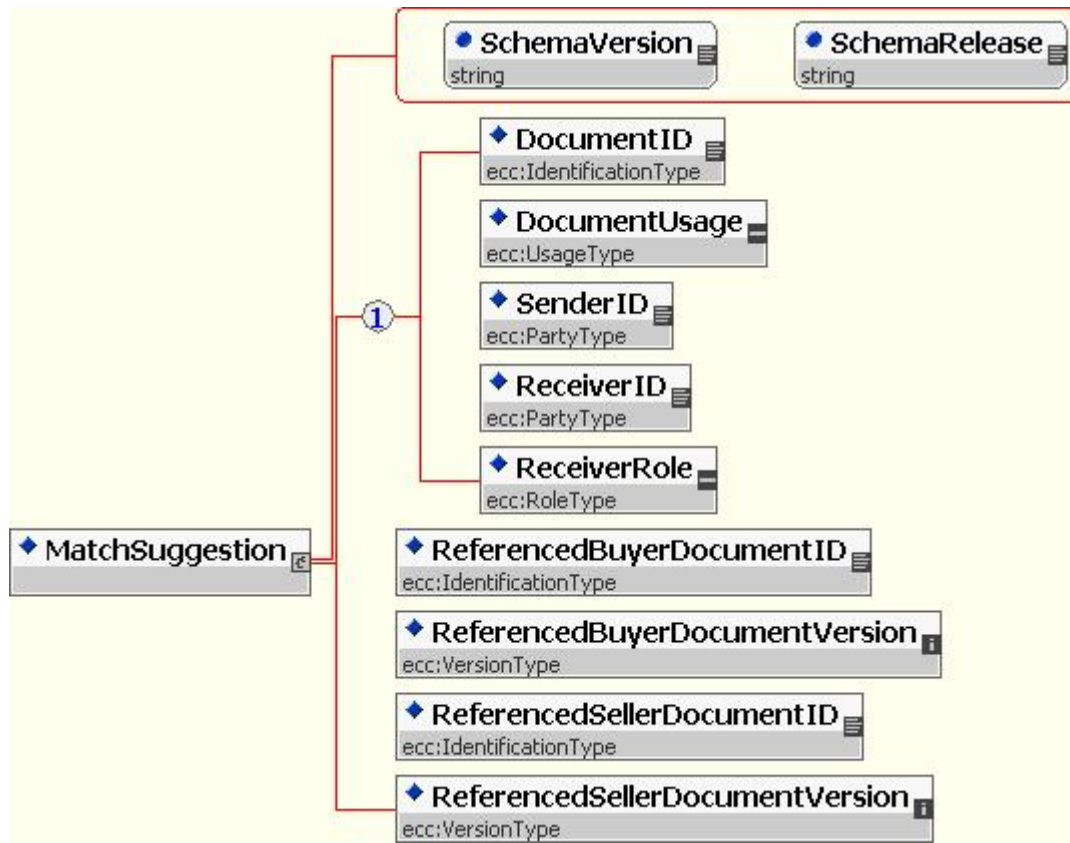 SchemaVersion
string
SchemaRelease
string
DocumentID
ecc:IdentificationType
DocumentUsage
ecc:UsageType
SenderID
ecc:PartyType
1
ReceiverID
ecc:PartyType
ReceiverRole
ecc:RoleType
MatchSuggestion
ReferencedBuyerDocumentID
ecc:IdentificationType
ReferencedBuyerDocumentVersion
ecc:VersionType
ReferencedSellerDocumentID
ecc:IdentificationType
ReferencedSellerDocumentVersion
ecc:VersionType